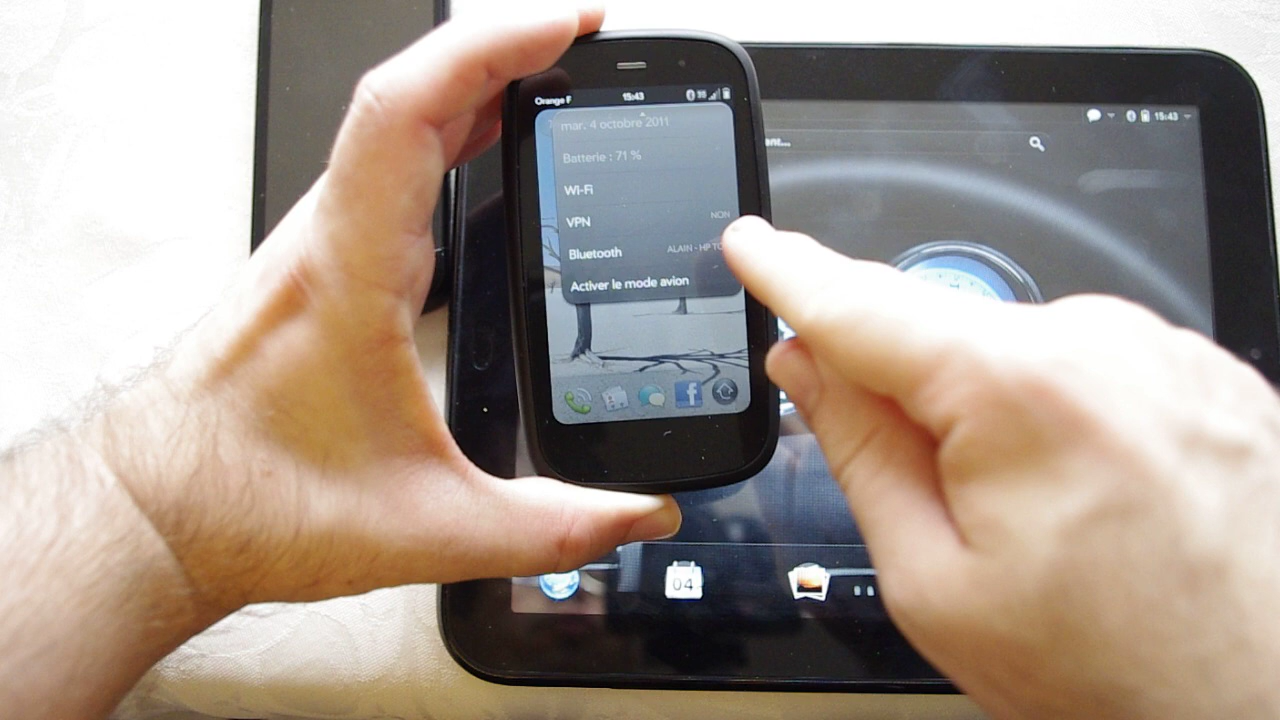 Orange F 15:43
mar. 4 octobre 2011
Batterie : 71 %
Wi-Fi
VPN NON
Bluetooth ALAIN - HP TO
Activer le mode avion
15:43
04